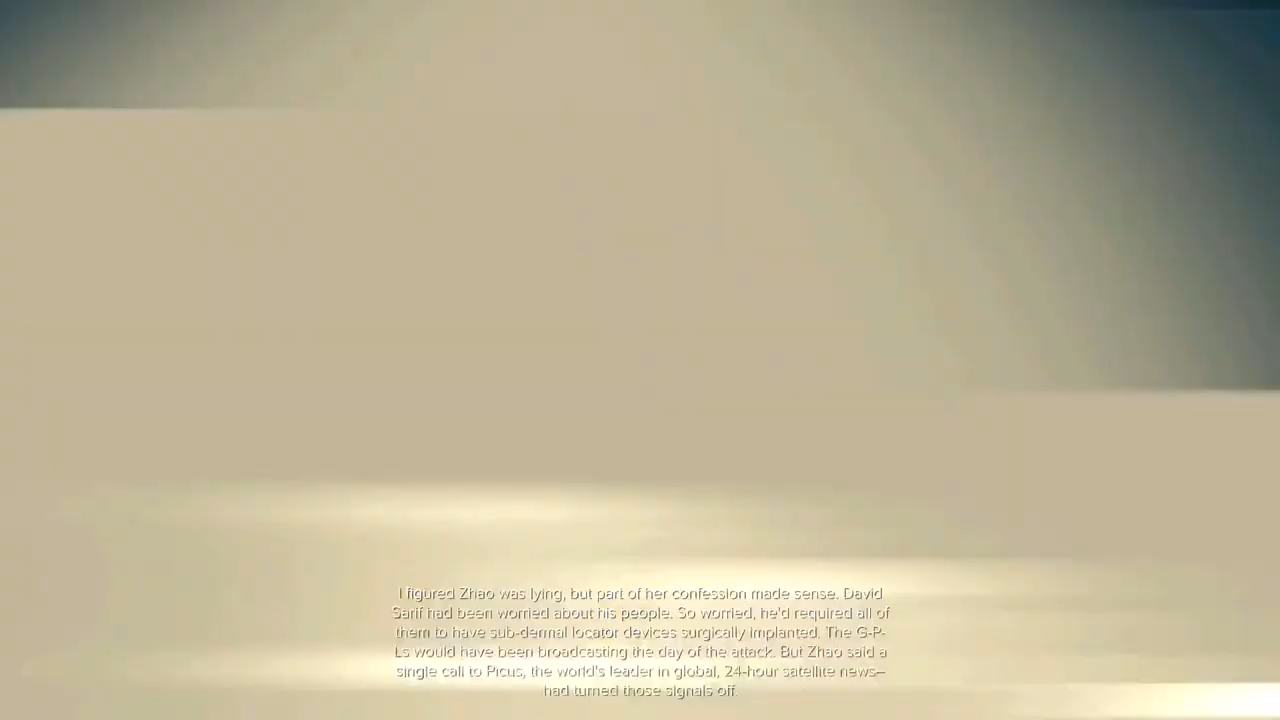 I figured Zhao was lying, but part of her confession made sense. David
Sarif had been worried about his people. So worried, he'd required all of
them to have sub-dermal locator devices surgically implanted. The G-P-
Ls would have been broadcasting the day of the attack. But Zhao said a
single call to Picus, the world's leader in global, 24-hour satellite news–
had turned those signals off.